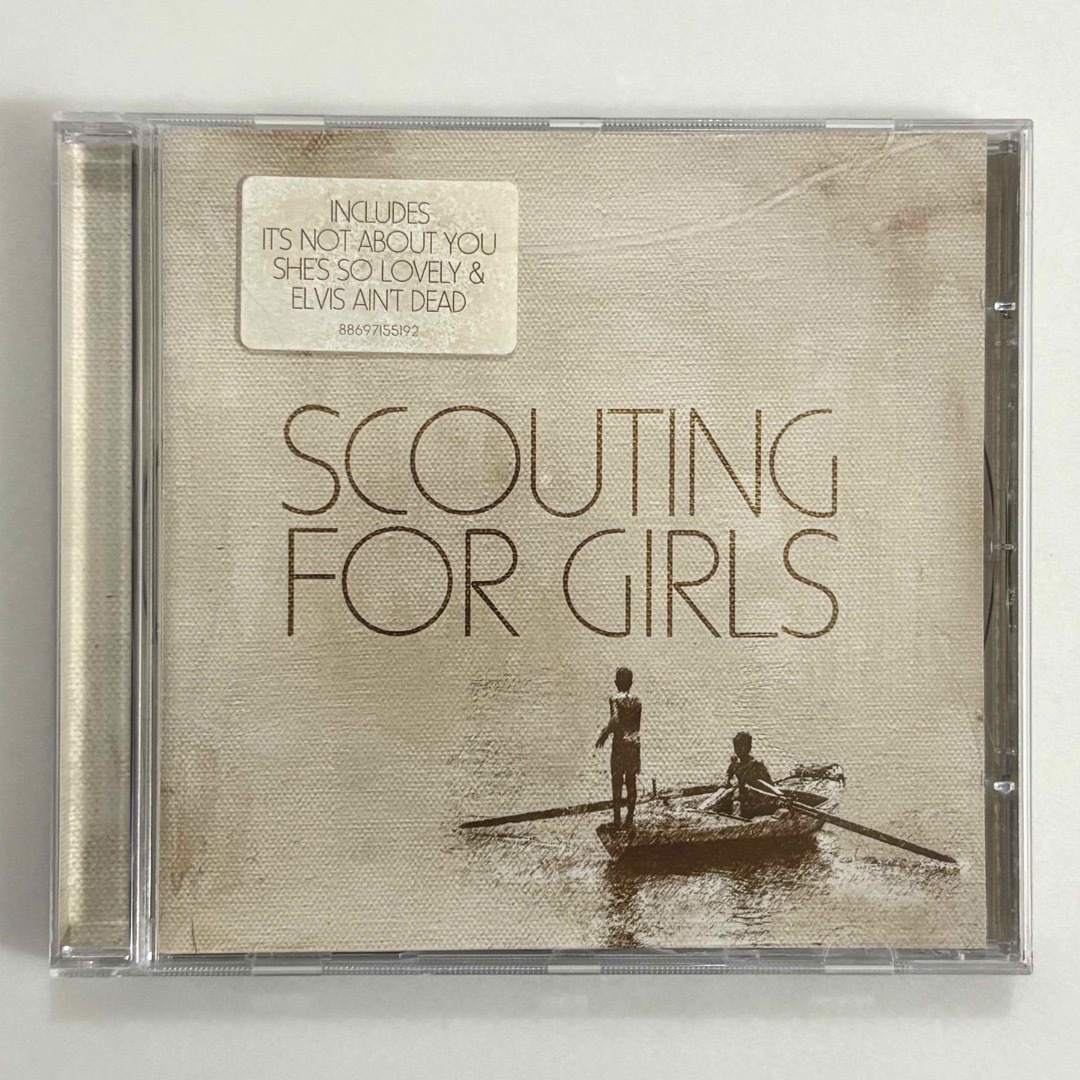 INCLUDES
IT'S NOT ABOUT YOU
SHE'S SO LOVELY &
ELVIS AIN'T DEAD
88697155192
SCOUTING
FOR GIRLS